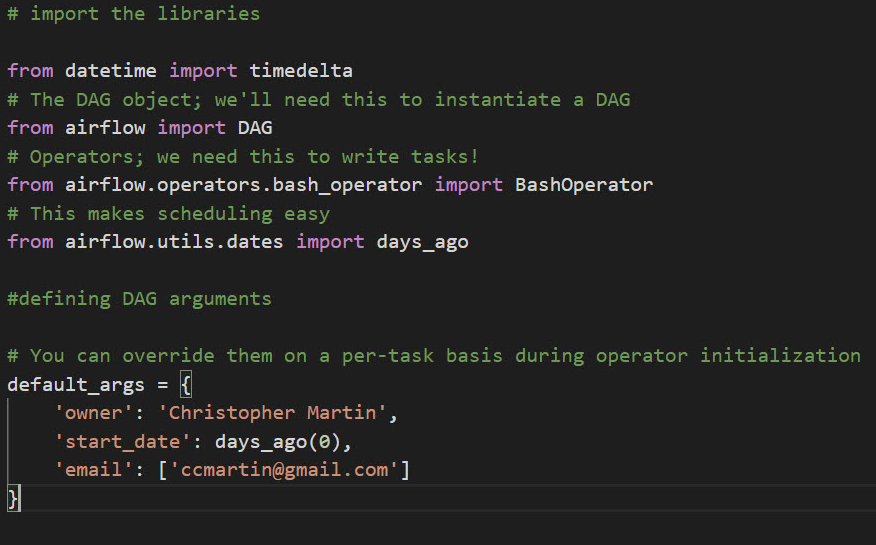 # import the libraries
from datetime import timedelta
# The DAG object; we'll need this to instantiate a DAG
from airflow import DAG
# Operators; we need this to write tasks!
from airflow.operators.bash_operator import BashOperator
# This makes scheduling easy
from airflow.utils.dates import days_ago
#defining DAG arguments
# You can override them on a per-task basis during operator initialization
default_args = {
    'owner': 'Christopher Martin',
    'start_date': days_ago(0),
    'email': ['ccmartin@gmail.com']
}